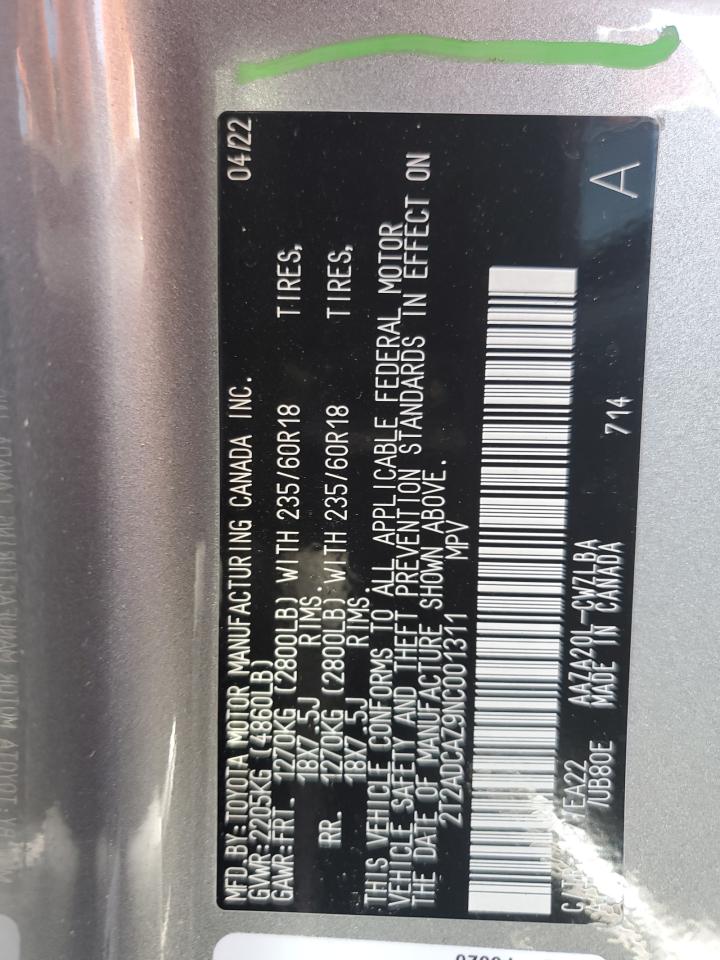 MFD BY:TOYOTA MOTOR MANUFACTURING CANADA INC. 04/22
GVWR:2205KG (4860LB)
GAWR:FRT. 1270KG (2800LB) WITH 235/60R18 TIRES,
18X7.5J RIMS.
RR. 1270KG (2800LB) WITH 235/60R18 TIRES,
18X7.5J RIMS.
THIS VEHICLE CONFORMS TO ALL APPLICABLE FEDERAL MOTOR
VEHICLE SAFETY AND THEFT PREVENTION STANDARDS IN EFFECT ON
THE DATE OF MANUFACTURE SHOWN ABOVE.
2T2ADCAZ9NC001311 MPV
EA22 AAZA20L-CWZLBA 714 A
/UB80E MADE IN CANADA